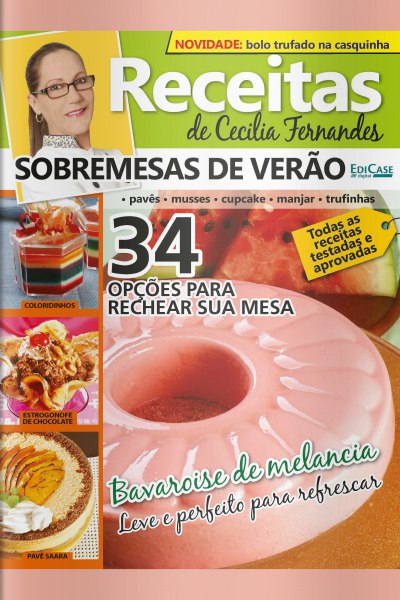 NOVIDADE: bolo trufado na casquinha
Receitas
de Cecilia Fernandes
SOBREMESAS DE VERÃO
EDICASE
digital
• pavês • musses • cupcake • manjar • trufinhas
34
OPÇÕES PARA
RECHEAR SUA MESA
Todas as
receitas
testadas e
aprovadas
COLORIDINHOS
ESTROGONOFE
DE CHOCOLATE
PAVÊ SAARA
Bavaroise de melancia
Leve e perfeito para refrescar